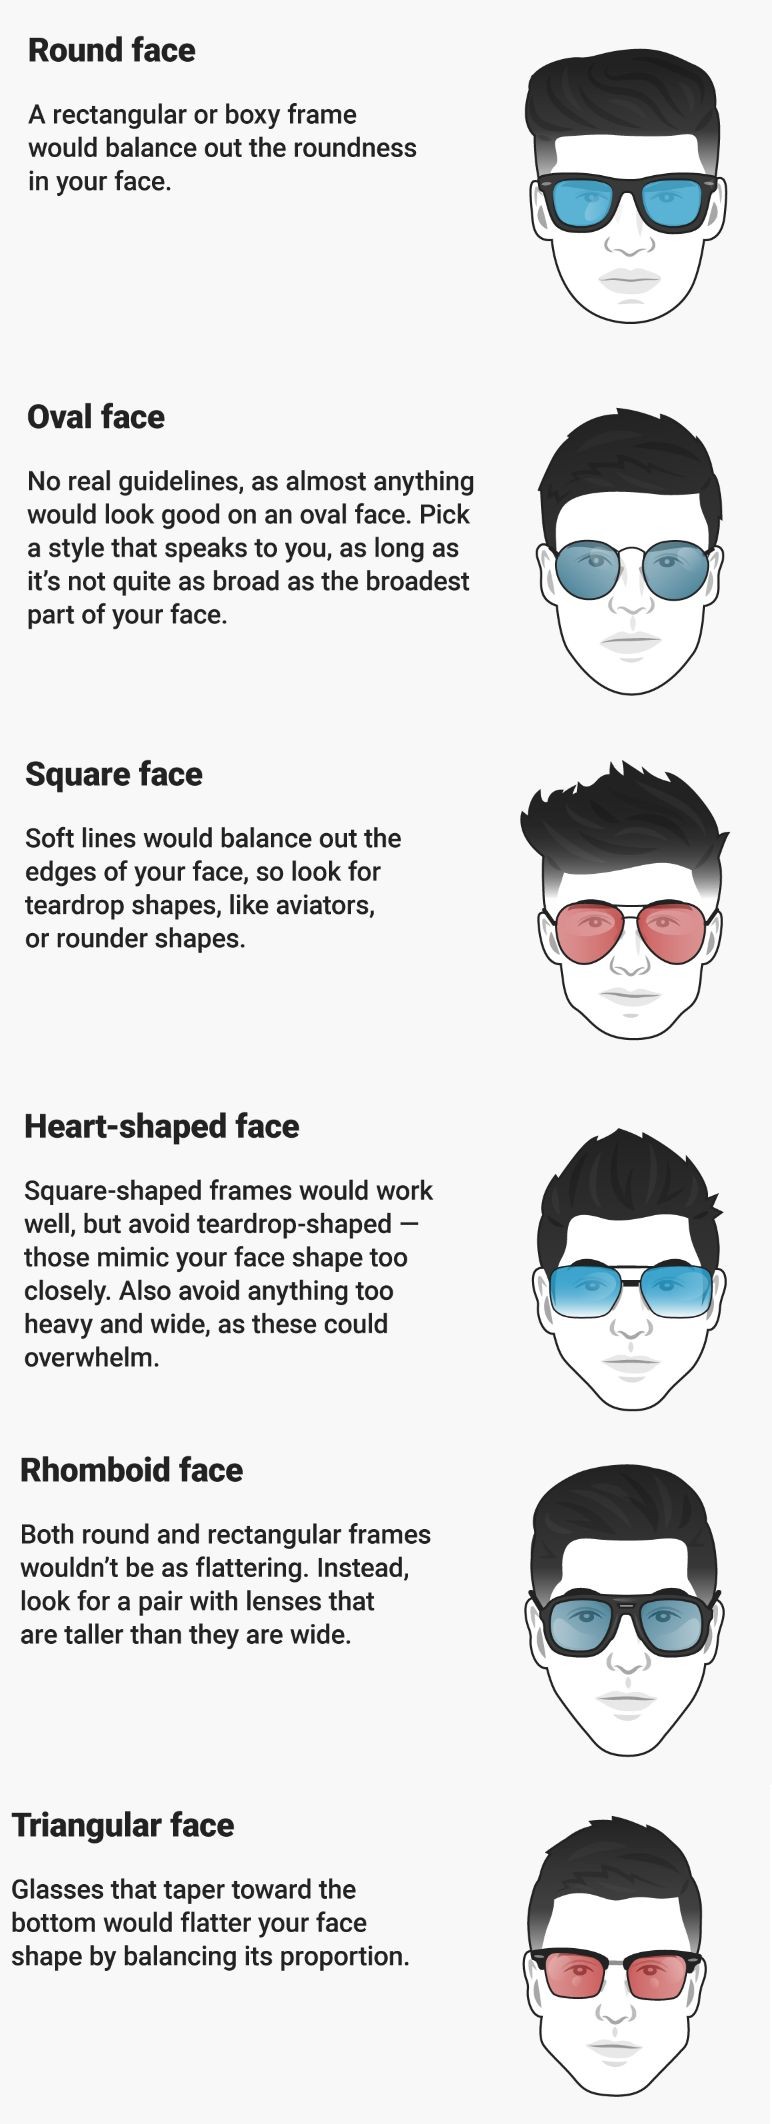 Round face
A rectangular or boxy frame
would balance out the roundness
in your face.
Oval face
No real guidelines, as almost anything
would look good on an oval face. Pick
a style that speaks to you, as long as
it’s not quite as broad as the broadest
part of your face.
Square face
Soft lines would balance out the
edges of your face, so look for
teardrop shapes, like aviators,
or rounder shapes.
Heart-shaped face
Square-shaped frames would work
well, but avoid teardrop-shaped —
those mimic your face shape too
closely. Also avoid anything too
heavy and wide, as these could
overwhelm.
Rhomboid face
Both round and rectangular frames
wouldn’t be as flattering. Instead,
look for a pair with lenses that
are taller than they are wide.
Triangular face
Glasses that taper toward the
bottom would flatter your face
shape by balancing its proportion.